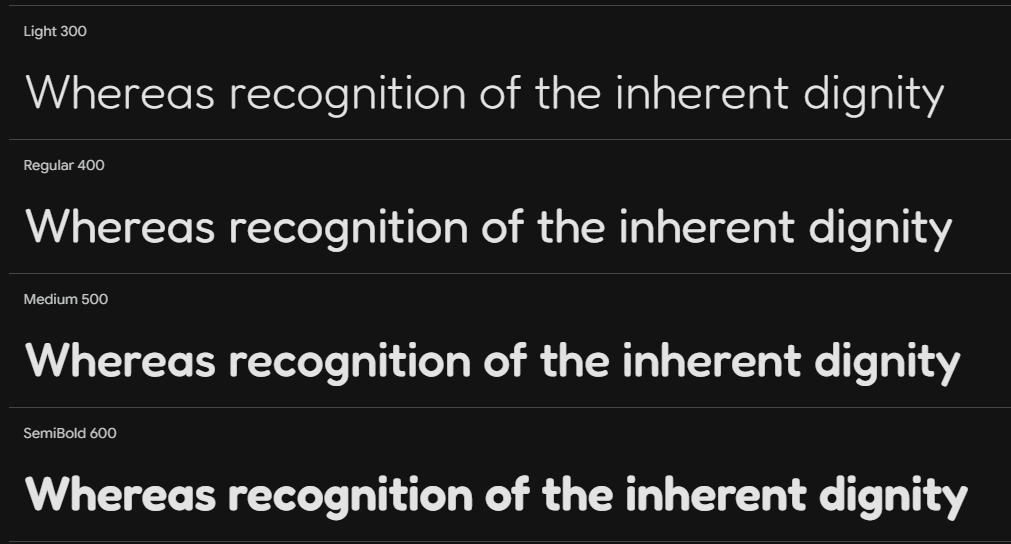 Light 300
Whereas recognition of the inherent dignity
Regular 400
Whereas recognition of the inherent dignity
Medium 500
Whereas recognition of the inherent dignity
SemiBold 600
Whereas recognition of the inherent dignity